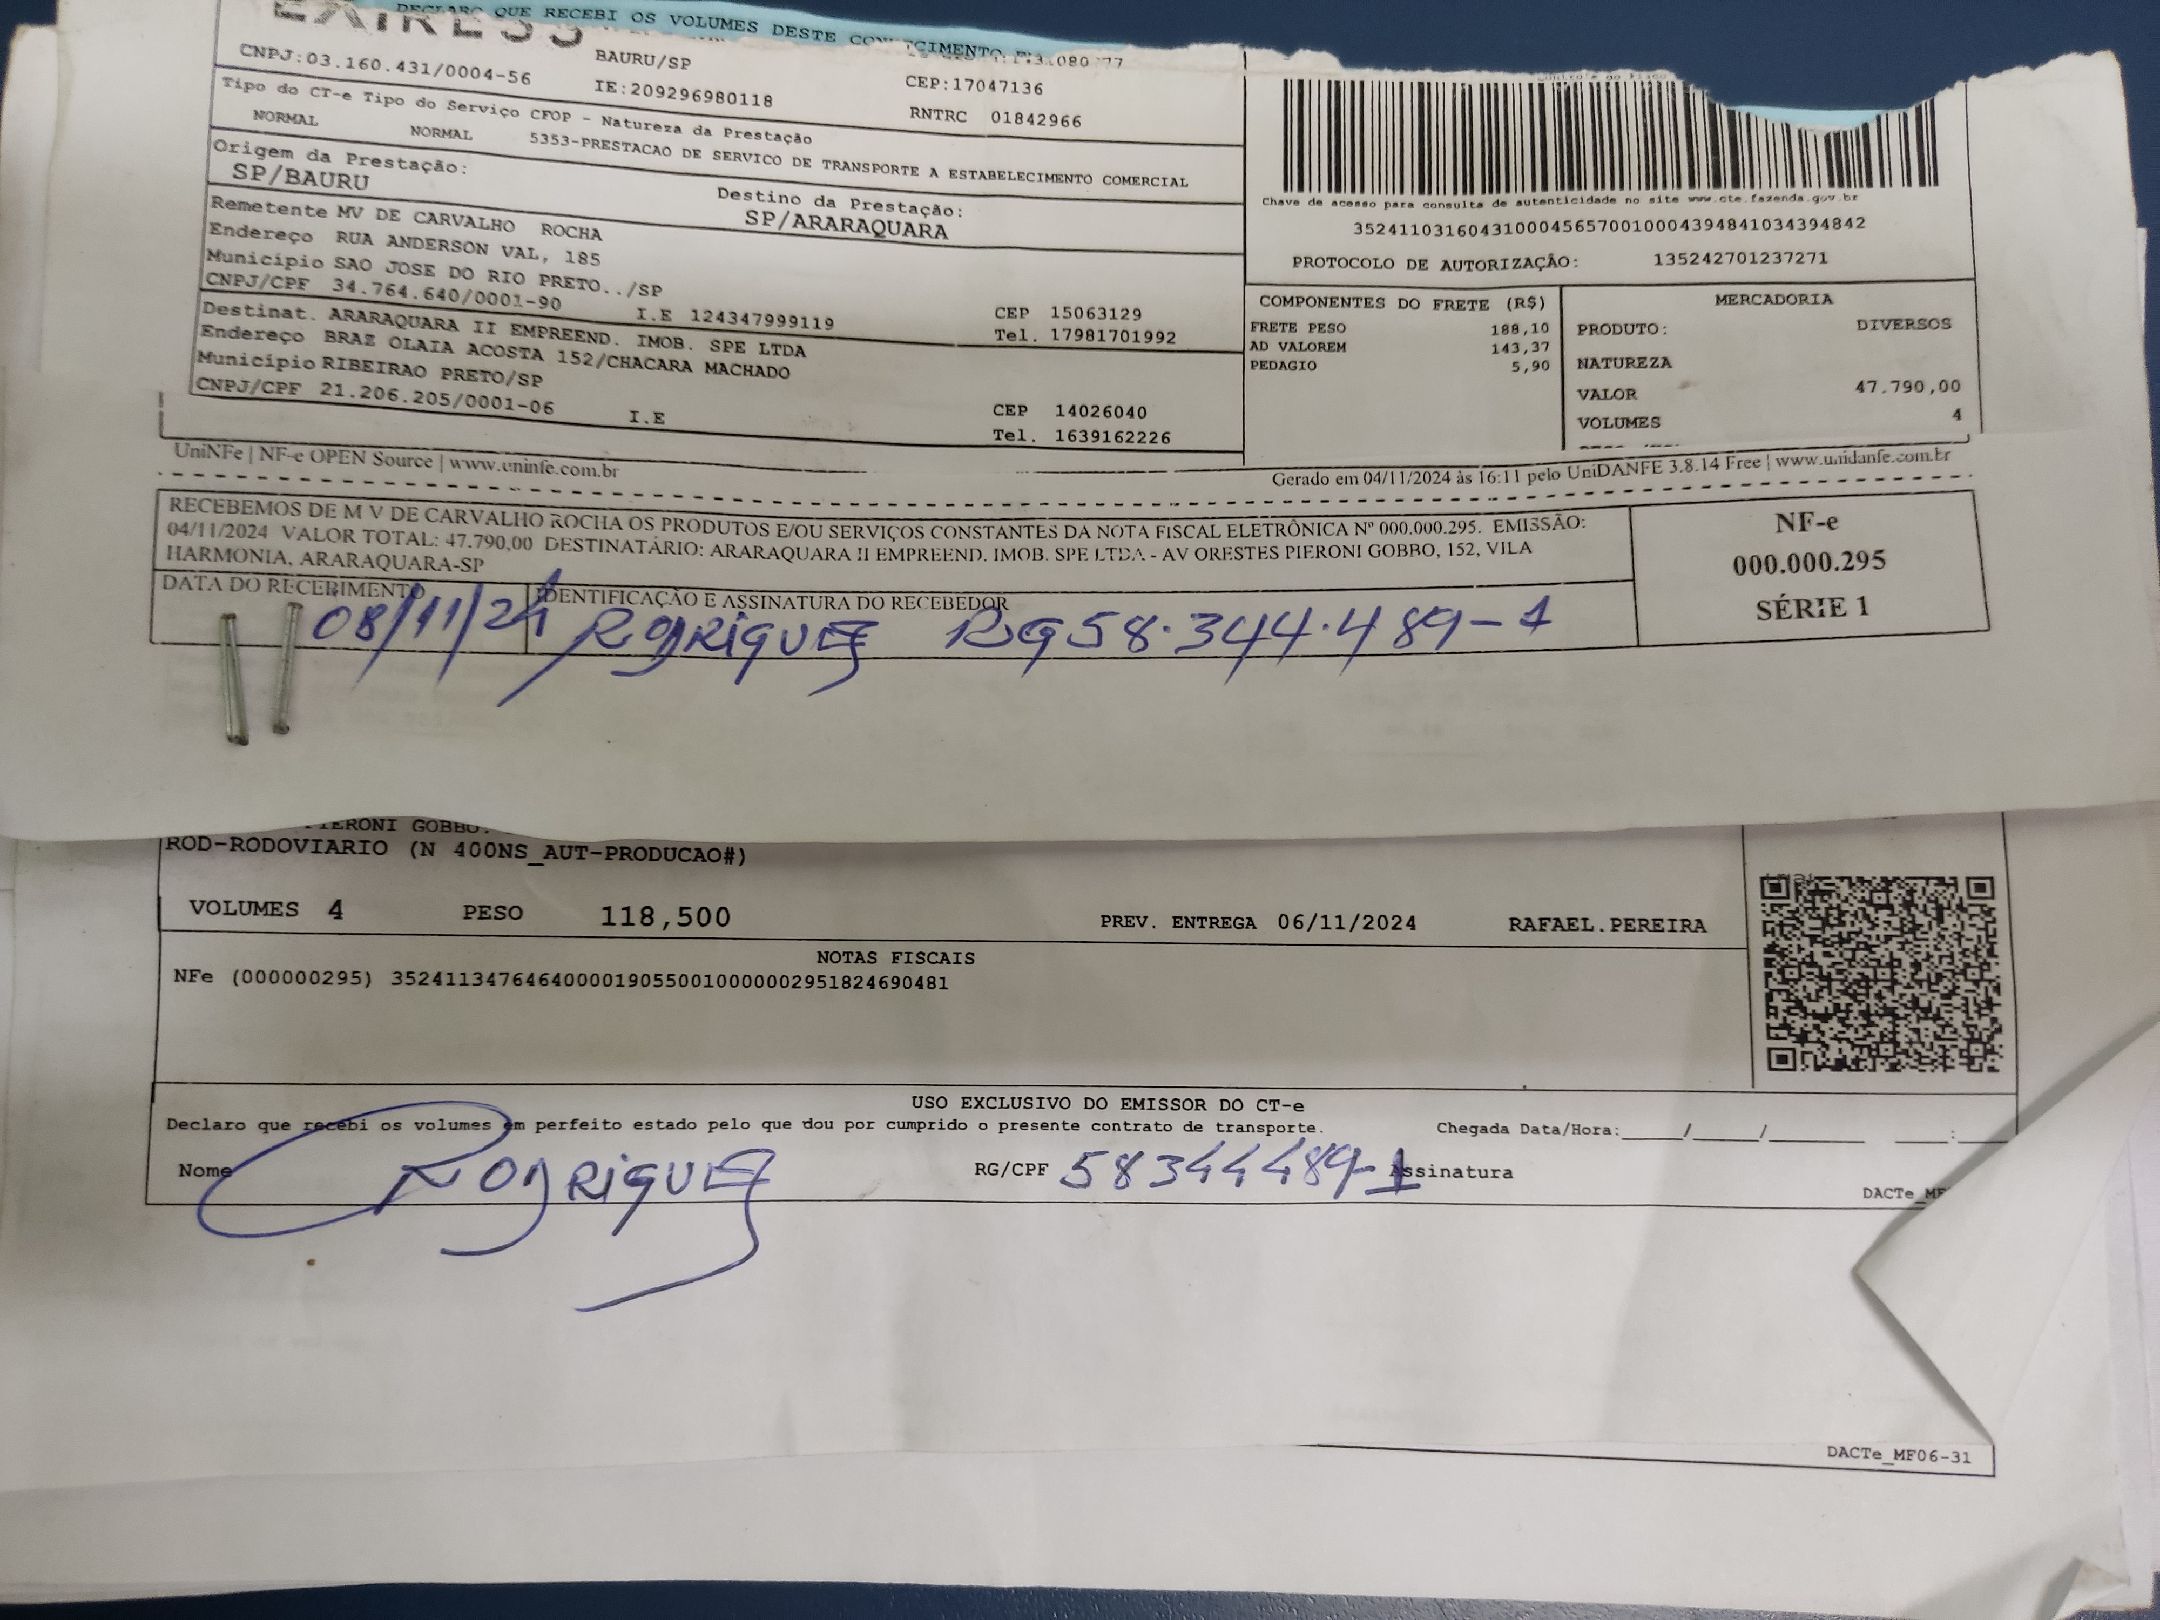 EXPRESS
DECLARO QUE RECEBI OS VOLUMES DESTE CONHECIMENTO
CNPJ:03.160.431/0004-56 BAURU/SP
IE:209296980118 CEP:17047136
RNTRC 01842966
Tipo do CT-e Tipo do Serviço CFOP - Natureza da Prestação
NORMAL NORMAL 5353-PRESTACAO DE SERVICO DE TRANSPORTE A ESTABELECIMENTO COMERCIAL
Origem da Prestação: Destino da Prestação:
SP/BAURU SP/ARARAQUARA
Remetente MV DE CARVALHO ROCHA
Endereço RUA ANDERSON VAL, 185
Município SAO JOSE DO RIO PRETO../SP CEP 15063129
CNPJ/CPF 34.764.640/0001-90 I.E 124347999119 Tel. 17981701992
Destinat. ARARAQUARA II EMPREEND. IMOB. SPE LTDA
Endereço BRAZ OLAIA ACOSTA 152/CHACARA MACHADO
Município RIBEIRAO PRETO/SP CEP 14026040
CNPJ/CPF 21.206.205/0001-06 I.E Tel. 1639162226
Chave de acesso para consulta de autenticidade no site www.cte.fazenda.gov.br
35241103160431000456570010004394841034394842
PROTOCOLO DE AUTORIZAÇÃO: 135242701237271
COMPONENTES DO FRETE (R$)
FRETE PESO 188,10
AD VALOREM 143,37
PEDAGIO 5,90
MERCADORIA
PRODUTO: DIVERSOS
NATUREZA
VALOR 47.790,00
VOLUMES 4
UniNFe | NF-e OPEN Source | www.uninfe.com.br
Gerado em 04/11/2024 às 16:11 pelo UniDANFE 3.8.14 Free | www.unidanfe.com.br
RECEBEMOS DE M V DE CARVALHO ROCHA OS PRODUTOS E/OU SERVIÇOS CONSTANTES DA NOTA FISCAL ELETRÔNICA Nº 000.000.295. EMISSÃO:
04/11/2024 VALOR TOTAL: 47.790,00 DESTINATÁRIO: ARARAQUARA II EMPREEND. IMOB. SPE LTDA - AV ORESTES PIERONI GOBBO, 152, VILA
HARMONIA, ARARAQUARA-SP
NF-e
000.000.295
SÉRIE 1
DATA DO RECEBIMENTO IDENTIFICAÇÃO E ASSINATURA DO RECEBEDOR
08/11/24 RODRIGUEZ RG 58.344.489-1
PIERONI GOBBO.
ROD-RODOVIARIO (N 400NS_AUT-PRODUCAO#)
VOLUMES 4 PESO 118,500 PREV. ENTREGA 06/11/2024 RAFAEL.PEREIRA
NOTAS FISCAIS
NFe (000000295) 35241134764640000190550010000002951824690481
USO EXCLUSIVO DO EMISSOR DO CT-e
Declaro que recebi os volumes em perfeito estado pelo que dou por cumprido o presente contrato de transporte. Chegada Data/Hora:____/____/______ ___:___
Nome RODRIGUEZ RG/CPF 58344489-1 Assinatura
DACTe_MF
DACTe_MF06-31